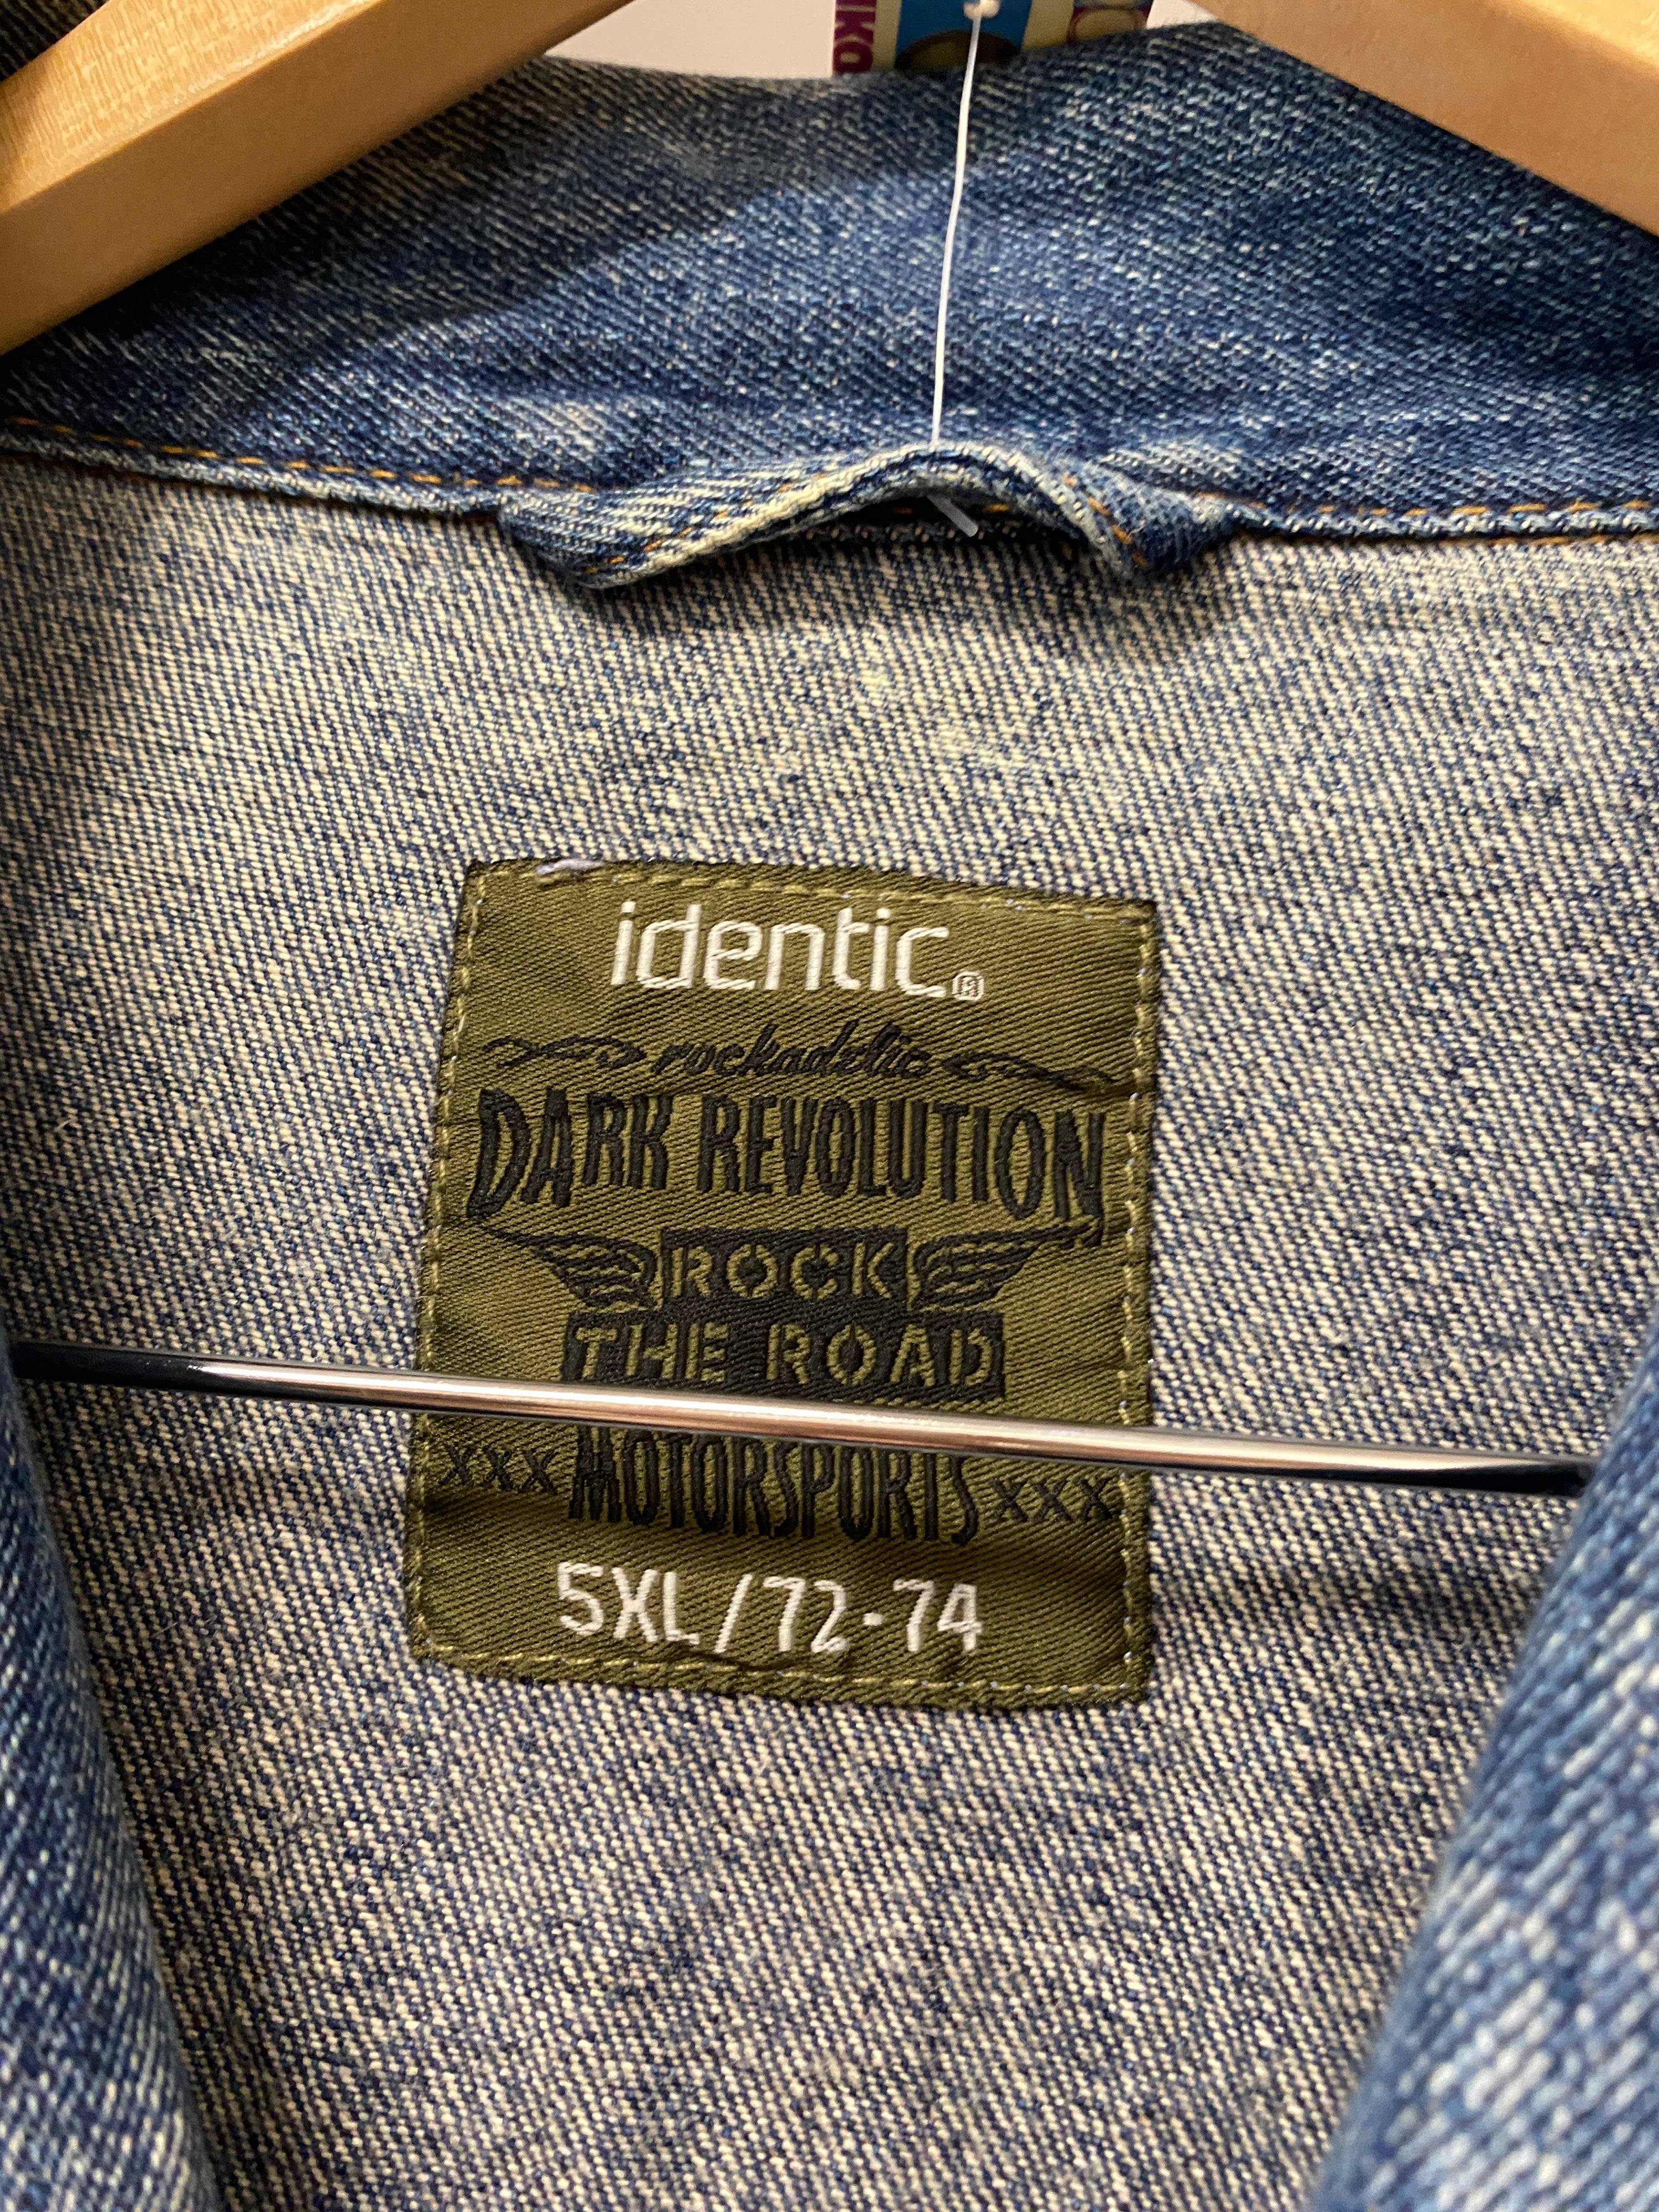 identic®
rockadelic
DARK REVOLUTION
ROCK
THE ROAD
XXX MOTORSPORTS XXX
5XL/72-74